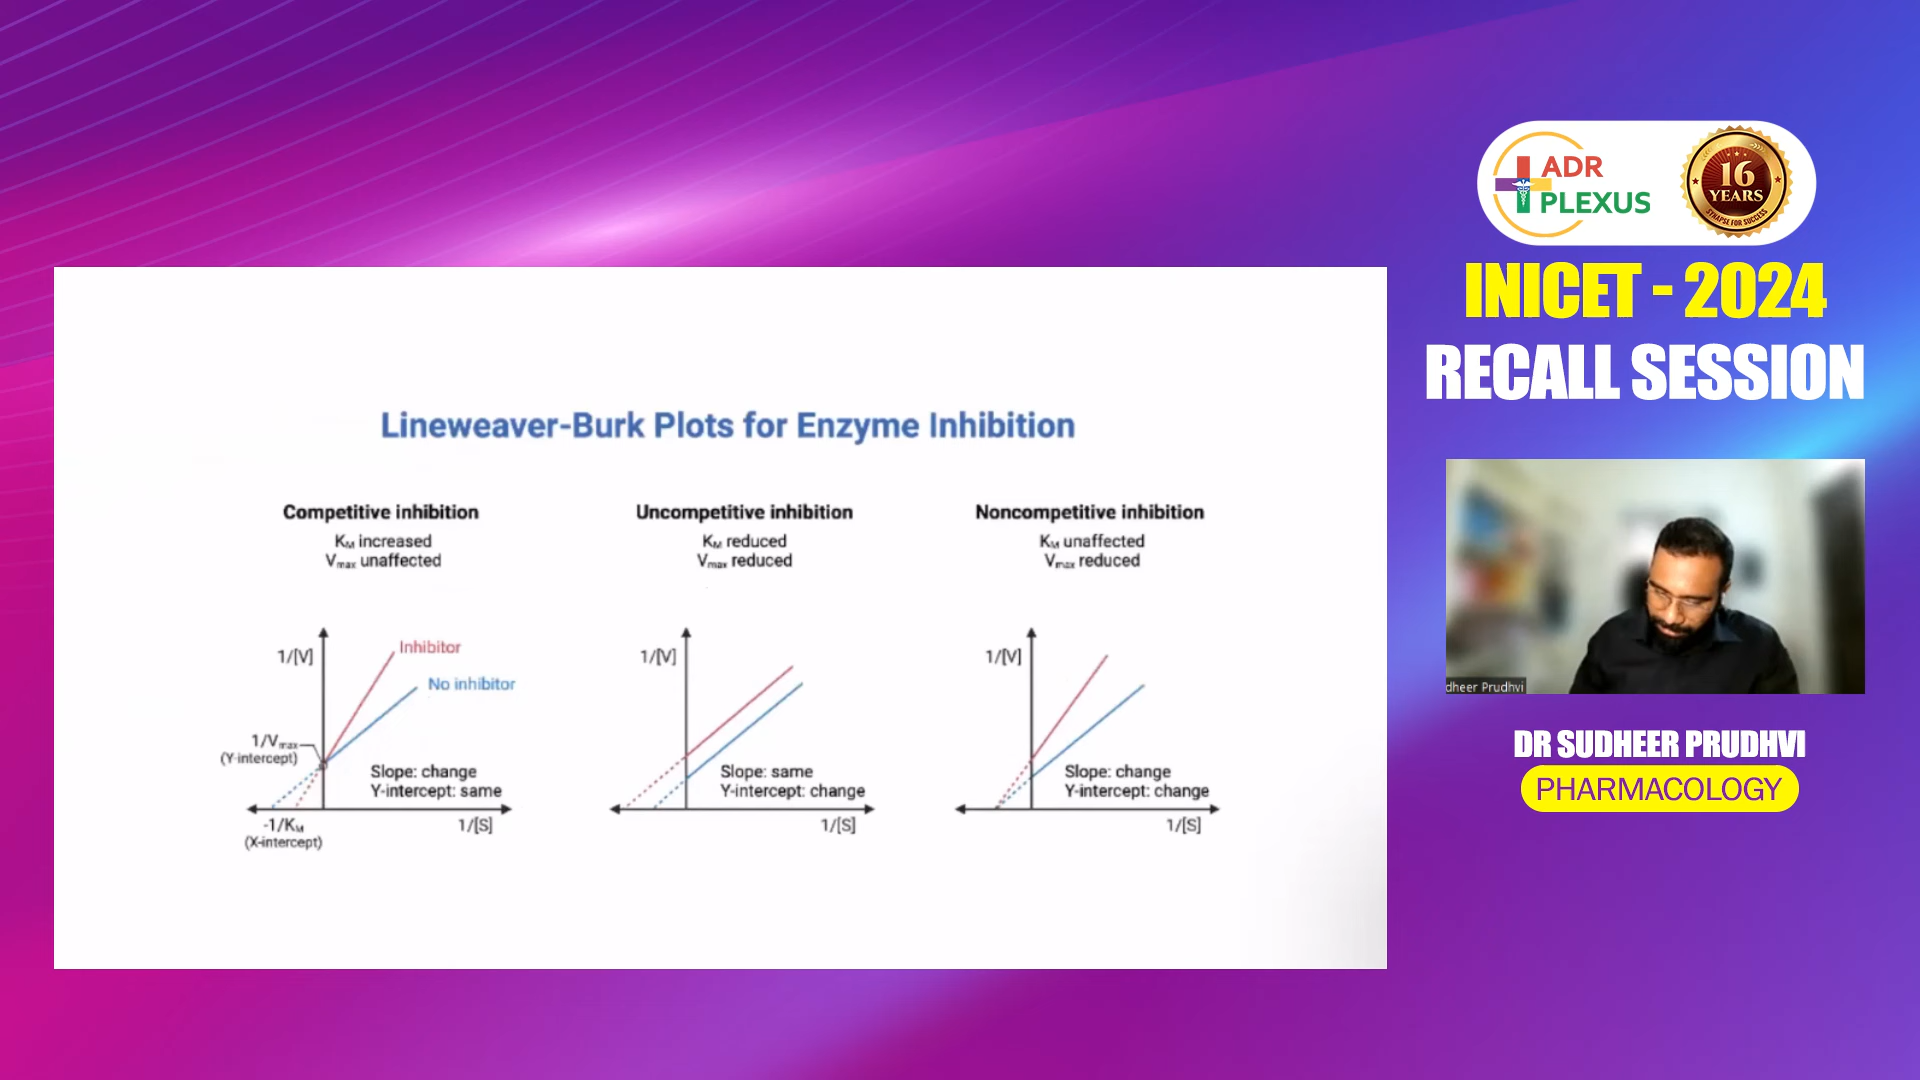 ADR
PLEXUS
16
YEARS
SYNAPSE FOR SUCCESS
INICET - 2024
RECALL SESSION
Lineweaver-Burk Plots for Enzyme Inhibition
Competitive inhibition
KM increased
Vmax unaffected
1/[V]
Inhibitor
No inhibitor
1/Vmax
(Y-intercept)
Slope: change
Y-intercept: same
-1/KM
(X-intercept)
1/[S]
Uncompetitive inhibition
KM reduced
Vmax reduced
1/[V]
Slope: same
Y-intercept: change
1/[S]
Noncompetitive inhibition
KM unaffected
Vmax reduced
1/[V]
Slope: change
Y-intercept: change
1/[S]
dheer Prudhvi
DR SUDHEER PRUDHVI
PHARMACOLOGY